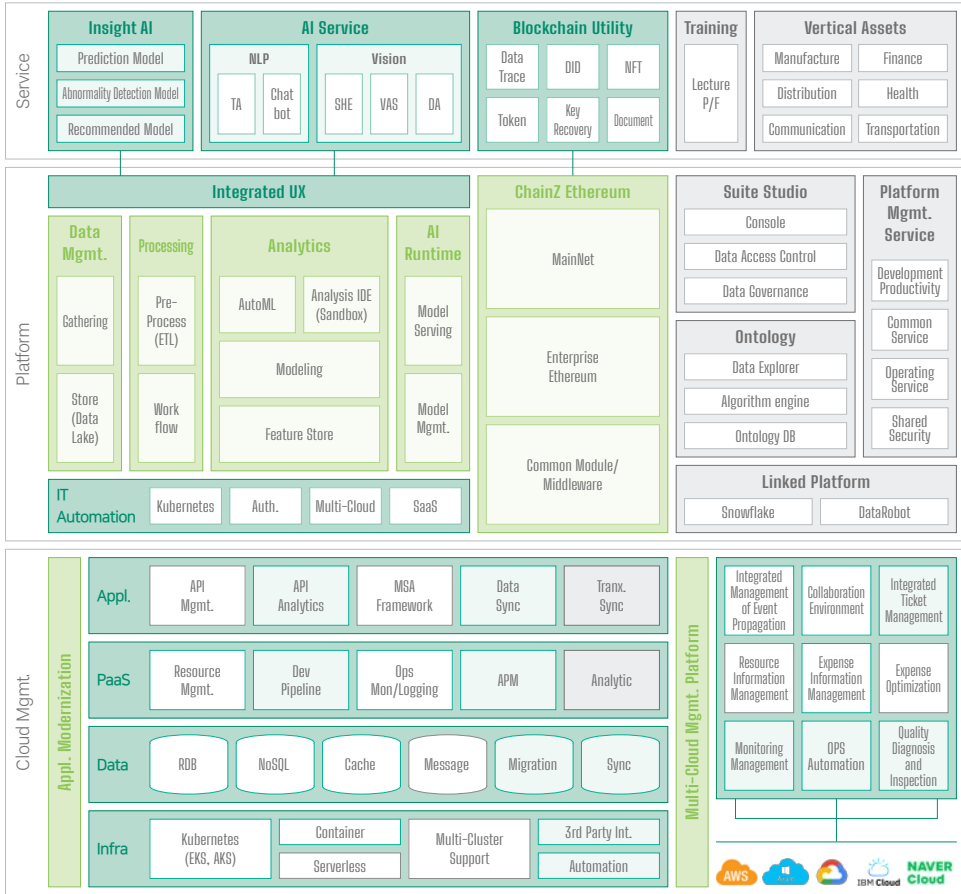 Service
Insight AI
Prediction Model
Abnormality Detection Model
Recommended Model
AI Service
NLP
TA
Chat
bot
Vision
SHE
VAS
DA
Blockchain Utility
Data
Trace
DID
NFT
Token
Key
Recovery
Document
Training
Lecture
P/F
Vertical Assets
Manufacture
Finance
Distribution
Health
Communication
Transportation
Platform
Integrated UX
Data
Mgmt.
Gathering
Store
(Data
Lake)
Processing
Pre-
Process
(ETL)
Work
flow
Analytics
AutoML
Analysis IDE
(Sandbox)
Modeling
Feature Store
AI
Runtime
Model
Serving
Model
Mgmt.
IT
Automation
Kubernetes
Auth.
Multi-Cloud
SaaS
ChainZ Ethereum
MainNet
Enterprise
Ethereum
Common Module/
Middleware
Suite Studio
Console
Data Access Control
Data Governance
Ontology
Data Explorer
Algorithm engine
Ontology DB
Platform
Mgmt.
Service
Development
Productivity
Common
Service
Operating
Service
Shared
Security
Linked Platform
Snowflake
DataRobot
Cloud Mgmt.
Appl. Modernization
Appl.
API
Mgmt.
API
Analytics
MSA
Framework
Data
Sync
Tranx.
Sync
PaaS
Resource
Mgmt.
Dev
Pipeline
Ops
Mon/Logging
APM
Analytic
Data
RDB
NoSQL
Cache
Message
Migration
Sync
Infra
Kubernetes
(EKS, AKS)
Container
Serverless
Multi-Cluster
Support
3rd Party Int.
Automation
Multi-Cloud Mgmt. Platform
Integrated
Management
of Event
Propagation
Collaboration
Environment
Integrated
Ticket
Management
Resource
Information
Management
Expense
Information
Management
Expense
Optimization
Monitoring
Management
OPS
Automation
Quality
Diagnosis
and
Inspection
AWS
Azure
IBM Cloud
NAVER
Cloud